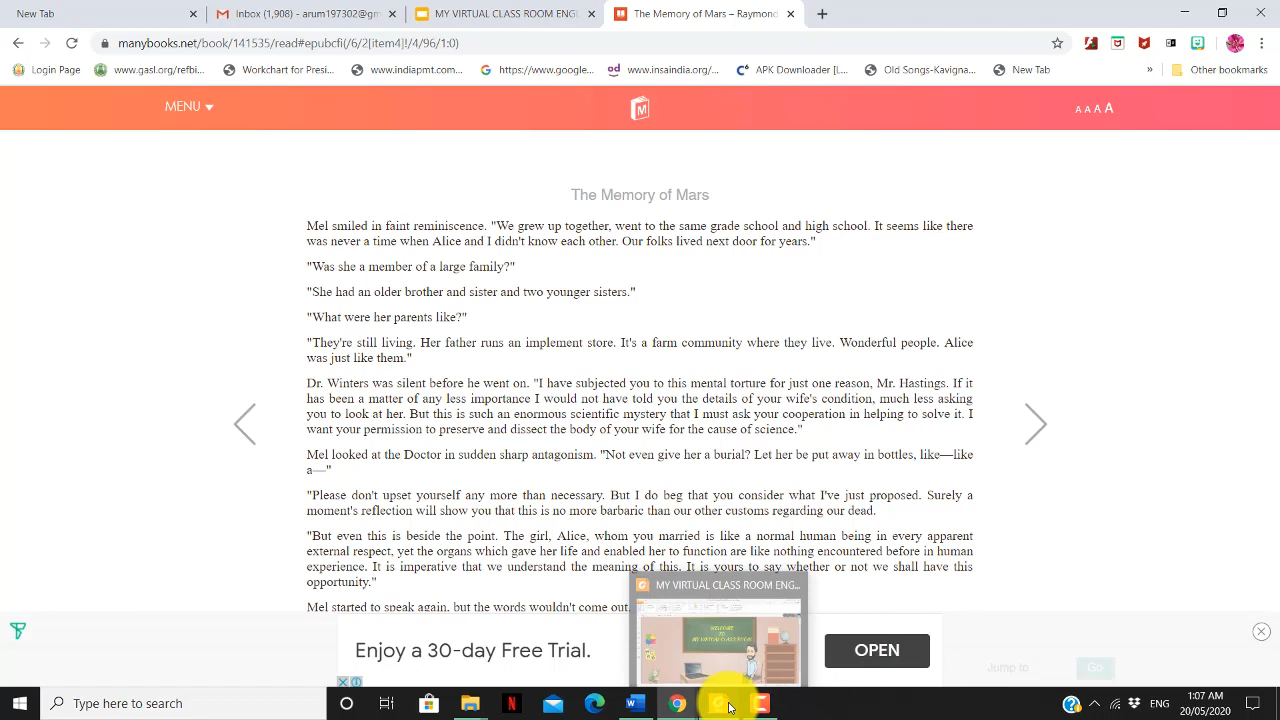 New Tab
Inbox (1,908) - arum197302@gm
MY VIRTUAL CLASS ROOM ENGL
The Memory of Mars – Raymond
manybooks.net/book/141535/read#epubcfi(/6/2[item4]!/4/96/1:0)
Login Page
www.gasl.org/refbi...
Workchart for Presi...
www.indiapmt.com...
https://www.google...
www.insaindia.org/...
APK Downloader [L...
Old Songs-Kavigna...
New Tab
»
Other bookmarks
MENU
M
A A A A
The Memory of Mars
Mel smiled in faint reminiscence. "We grew up together, went to the same grade school and high school. It seems like there
was never a time when Alice and I didn't know each other. Our folks lived next door for years."
"Was she a member of a large family?"
"She had an older brother and sister and two younger sisters."
"What were her parents like?"
"They're still living. Her father runs an implement store. It's a farm community where they live. Wonderful people. Alice
was just like them."
Dr. Winters was silent before he went on. "I have subjected you to this mental torture for just one reason, Mr. Hastings. If it
has been a matter of any less importance I would not have told you the details of your wife's condition, much less asking
you to look at her. But this is such an enormous scientific mystery that I must ask your cooperation in helping to solve it. I
want your permission to preserve and dissect the body of your wife for the cause of science."
Mel looked at the Doctor in sudden sharp antagonism. "Not even give her a burial? Let her be put away in bottles, like—like
a—"
"Please don't upset yourself any more than necessary. But I do beg that you consider what I've just proposed. Surely a
moment's reflection will show you that this is no more barbaric than our other customs regarding our dead.
"But even this is beside the point. The girl, Alice, whom you married is like a normal human being in every apparent
external respect, yet the organs which gave her life and enabled her to function are like nothing encountered before in human
experience. It is imperative that we understand the meaning of this. It is yours to say whether or not we shall have this
opportunity."
Mel started to speak again, but the words wouldn't come out.
MY VIRTUAL CLASS ROOM ENG...
WELCOME
TO
MY VIRTUAL CLASS ROOM
Enjoy a 30-day Free Trial.
OPEN
Jump to
Go
Type here to search
ENG
1:07 AM
20/05/2020